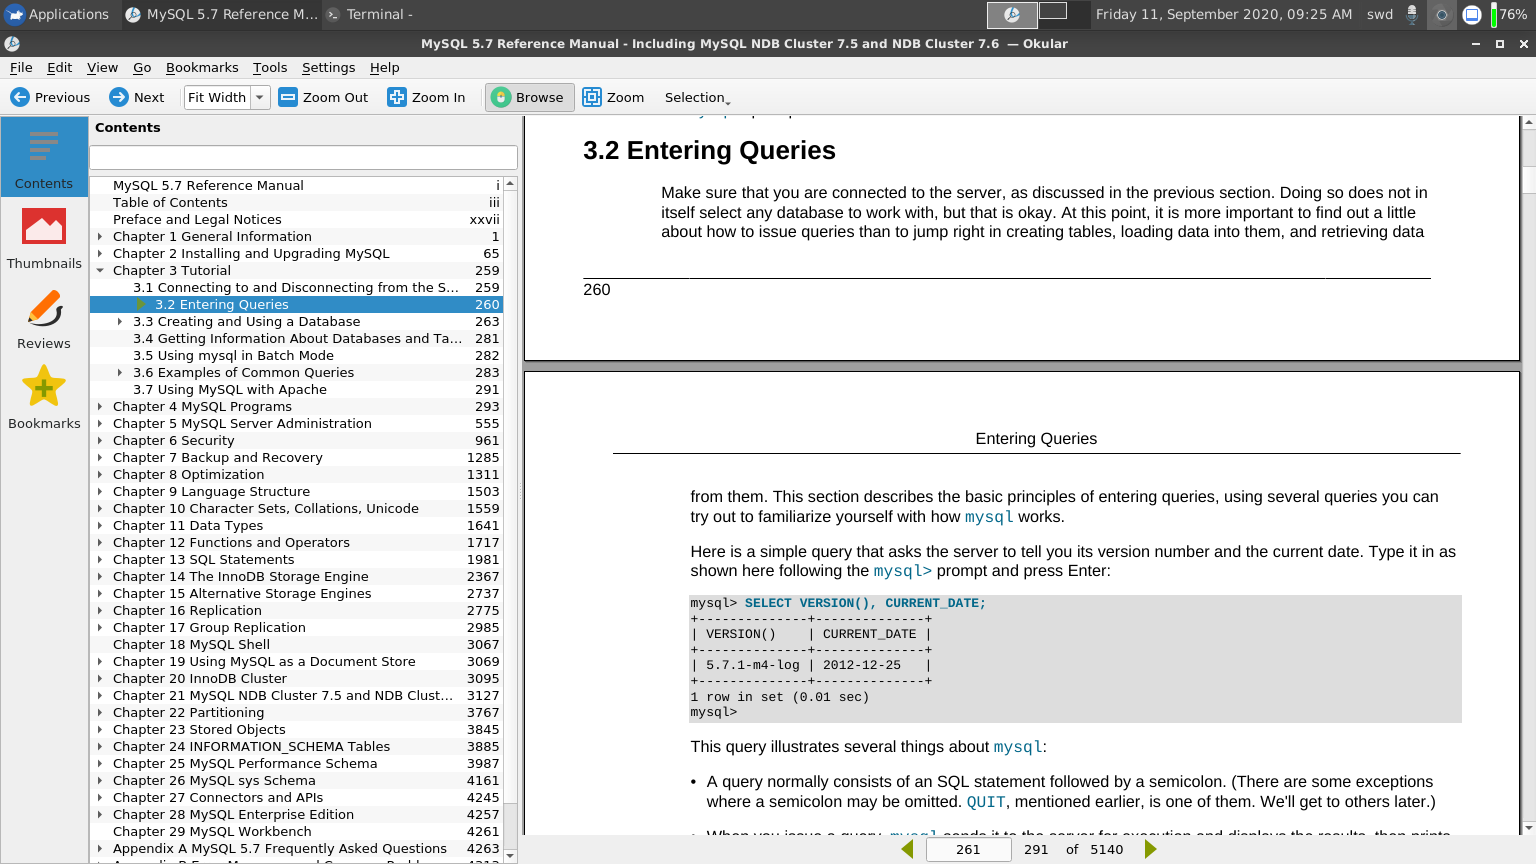 Applications
MySQL 5.7 Reference M...
Terminal -
Friday 11, September 2020, 09:25 AM
swd
76%
MySQL 5.7 Reference Manual - Including MySQL NDB Cluster 7.5 and NDB Cluster 7.6 — Okular
File Edit View Go Bookmarks Tools Settings Help
Previous Next Fit Width Zoom Out Zoom In Browse Zoom Selection
Contents
Thumbnails
Reviews
Bookmarks
Contents
MySQL 5.7 Reference Manual i
Table of Contents iii
Preface and Legal Notices xxvii
Chapter 1 General Information 1
Chapter 2 Installing and Upgrading MySQL 65
Chapter 3 Tutorial 259
3.1 Connecting to and Disconnecting from the S... 259
3.2 Entering Queries 260
3.3 Creating and Using a Database 263
3.4 Getting Information About Databases and Ta... 281
3.5 Using mysql in Batch Mode 282
3.6 Examples of Common Queries 283
3.7 Using MySQL with Apache 291
Chapter 4 MySQL Programs 293
Chapter 5 MySQL Server Administration 555
Chapter 6 Security 961
Chapter 7 Backup and Recovery 1285
Chapter 8 Optimization 1311
Chapter 9 Language Structure 1503
Chapter 10 Character Sets, Collations, Unicode 1559
Chapter 11 Data Types 1641
Chapter 12 Functions and Operators 1717
Chapter 13 SQL Statements 1981
Chapter 14 The InnoDB Storage Engine 2367
Chapter 15 Alternative Storage Engines 2737
Chapter 16 Replication 2775
Chapter 17 Group Replication 2985
Chapter 18 MySQL Shell 3067
Chapter 19 Using MySQL as a Document Store 3069
Chapter 20 InnoDB Cluster 3095
Chapter 21 MySQL NDB Cluster 7.5 and NDB Clust... 3127
Chapter 22 Partitioning 3767
Chapter 23 Stored Objects 3845
Chapter 24 INFORMATION_SCHEMA Tables 3885
Chapter 25 MySQL Performance Schema 3987
Chapter 26 MySQL sys Schema 4161
Chapter 27 Connectors and APIs 4245
Chapter 28 MySQL Enterprise Edition 4257
Chapter 29 MySQL Workbench 4261
Appendix A MySQL 5.7 Frequently Asked Questions 4263
3.2 Entering Queries
Make sure that you are connected to the server, as discussed in the previous section. Doing so does not in
itself select any database to work with, but that is okay. At this point, it is more important to find out a little
about how to issue queries than to jump right in creating tables, loading data into them, and retrieving data
260
Entering Queries
from them. This section describes the basic principles of entering queries, using several queries you can
try out to familiarize yourself with how mysql works.
Here is a simple query that asks the server to tell you its version number and the current date. Type it in as
shown here following the mysql> prompt and press Enter:
mysql> SELECT VERSION(), CURRENT_DATE;
+--------------+--------------+
| VERSION()    | CURRENT_DATE |
+--------------+--------------+
| 5.7.1-m4-log | 2012-12-25   |
+--------------+--------------+
1 row in set (0.01 sec)
mysql>
This query illustrates several things about mysql:
• A query normally consists of an SQL statement followed by a semicolon. (There are some exceptions
where a semicolon may be omitted. QUIT, mentioned earlier, is one of them. We'll get to others later.)
• When you issue a query, mysql sends it to the server for execution and displays the results, then prints
261 291 of 5140